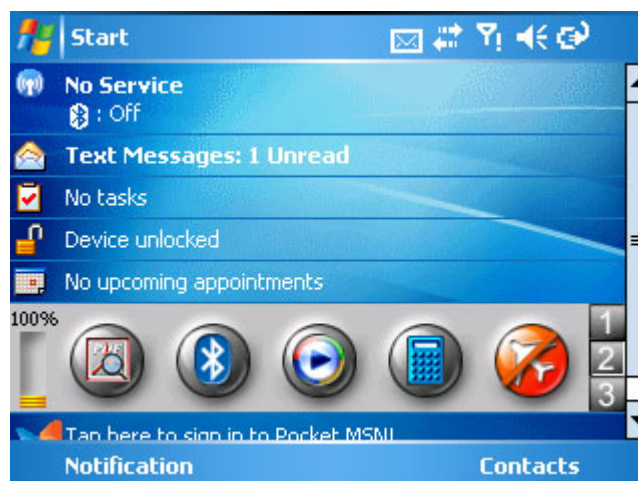 Start
No Service
: Off
Text Messages: 1 Unread
No tasks
Device unlocked
No upcoming appointments
100%
PDF
1
2
3
Tap here to sign in to Pocket MSN!
Notification
Contacts